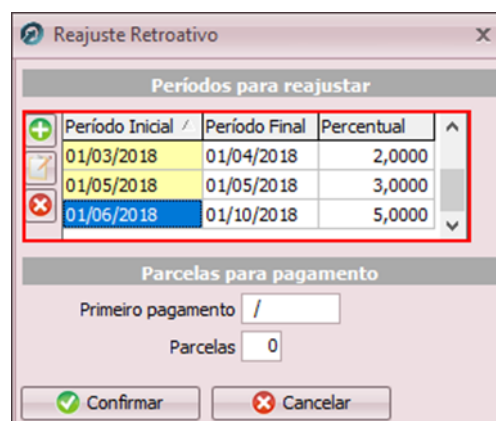 Reajuste Retroativo x
Períodos para reajustar
Período Inicial Período Final Percentual
01/03/2018 01/04/2018 2,0000
01/05/2018 01/05/2018 3,0000
01/06/2018 01/10/2018 5,0000
Parcelas para pagamento
Primeiro pagamento /
Parcelas 0
Confirmar Cancelar